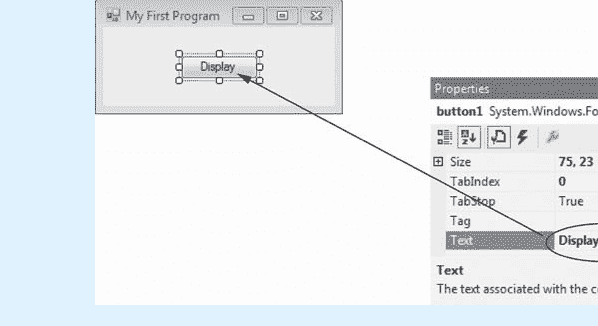 My First Program
Display
Properties
button1 System.Windows.Fo
Size 75, 23
TabIndex 0
TabStop True
Tag
Text Display
Text
The text associated with the c